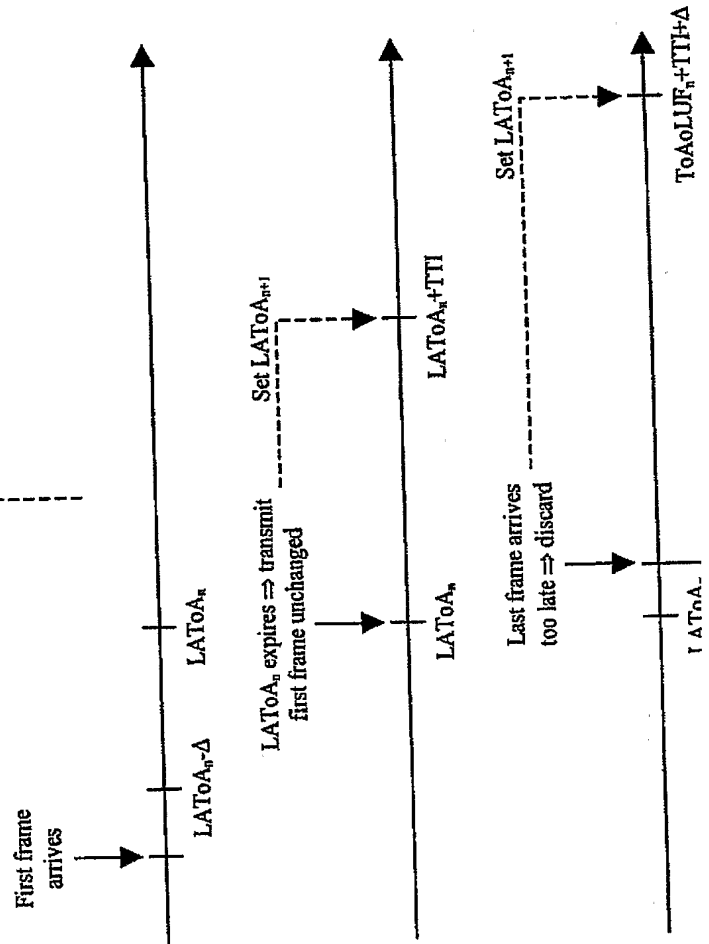 First frame
arrives
LAToAₙ-Δ
LAToAₙ
LAToAₙ expires ⇒ transmit
first frame unchanged
Set LAToAₙ₊₁
LAToAₙ
LAToAₙ+TTI
Last frame arrives
too late ⇒ discard
Set LAToAₙ₊₁
LAToAₙ
ToAoLUFₙ+TTI+Δ